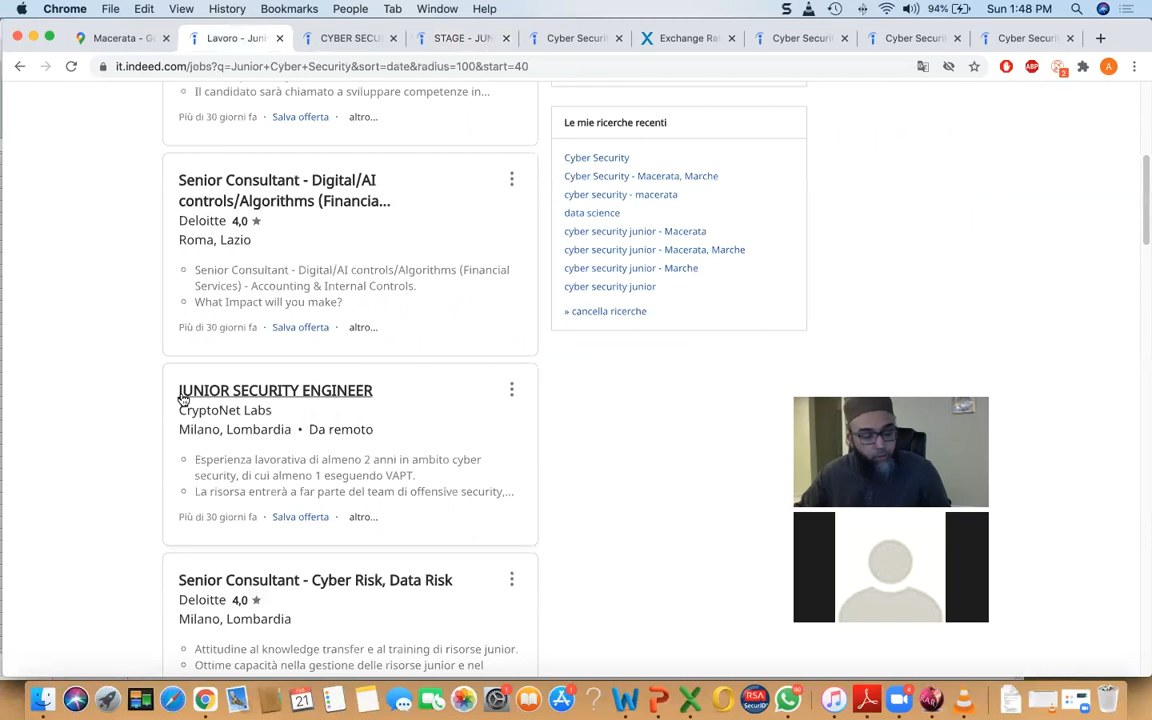 Chrome File Edit View History Bookmarks People Tab Window Help 94% Sun 1:48 PM
Macerata - Go Lavoro - Juni CYBER SECU STAGE - JUN Cyber Securi Exchange Ra Cyber Securi Cyber Securi Cyber Securi
it.indeed.com/jobs?q=Junior+Cyber+Security&sort=date&radius=100&start=40
Il candidato sarà chiamato a sviluppare competenze in...
Più di 30 giorni fa · Salva offerta · altro...
Senior Consultant - Digital/AI
controls/Algorithms (Financia...
Deloitte 4,0 ★
Roma, Lazio
Senior Consultant - Digital/AI controls/Algorithms (Financial
Services) - Accounting & Internal Controls.
What Impact will you make?
Più di 30 giorni fa · Salva offerta · altro...
JUNIOR SECURITY ENGINEER
CryptoNet Labs
Milano, Lombardia • Da remoto
Esperienza lavorativa di almeno 2 anni in ambito cyber
security, di cui almeno 1 eseguendo VAPT.
La risorsa entrerà a far parte del team di offensive security,...
Più di 30 giorni fa · Salva offerta · altro...
Senior Consultant - Cyber Risk, Data Risk
Deloitte 4,0 ★
Milano, Lombardia
Attitudine al knowledge transfer e al training di risorse junior.
Ottime capacità nella gestione delle risorse junior e nel
Le mie ricerche recenti
Cyber Security
Cyber Security - Macerata, Marche
cyber security - macerata
data science
cyber security junior - Macerata
cyber security junior - Macerata, Marche
cyber security junior - Marche
cyber security junior
» cancella ricerche